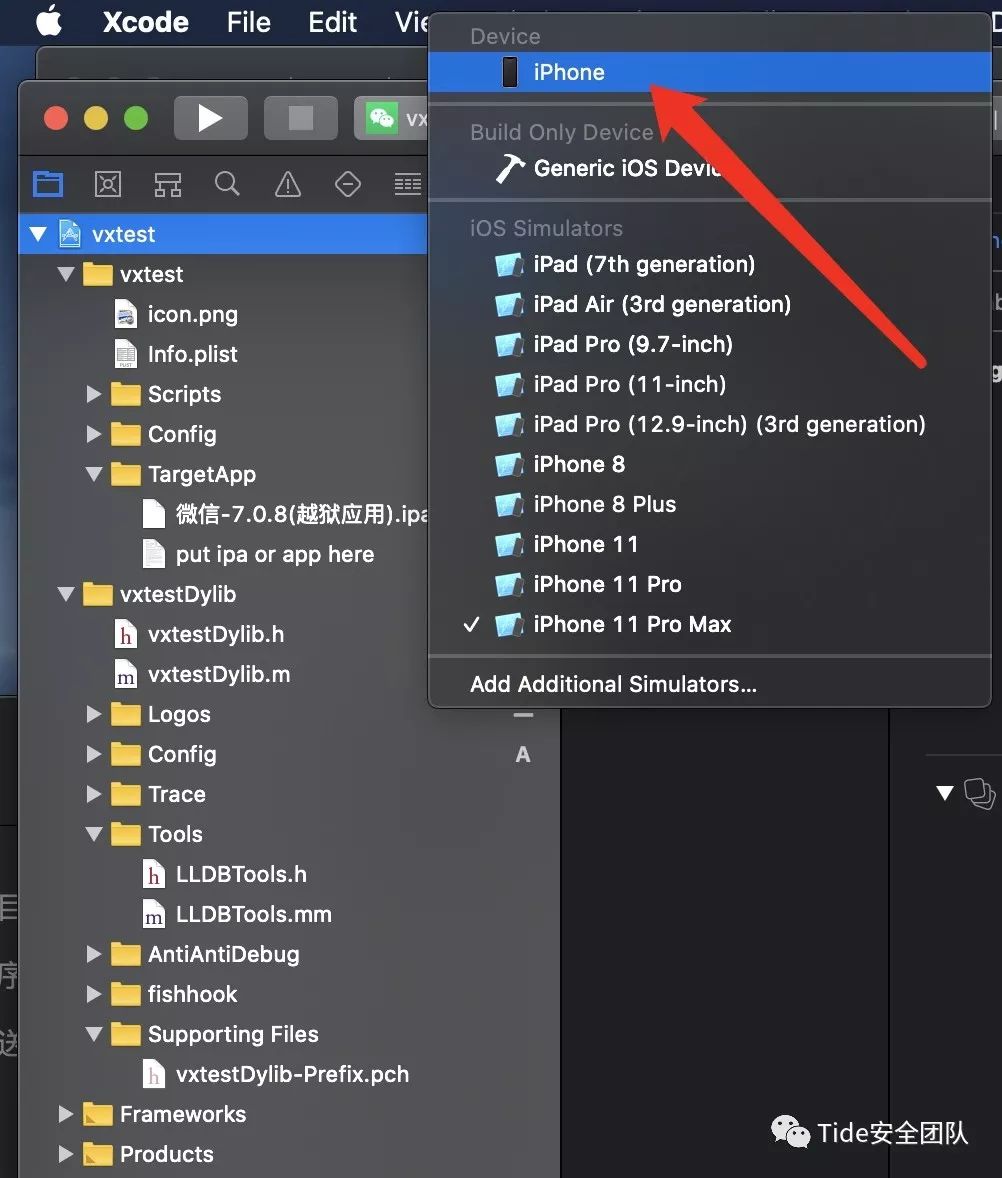 Xcode File Edit
Device
iPhone
Build Only Device
Generic iOS
iOS Simulators
iPad (7th generation)
iPad Air (3rd generation)
iPad Pro (9.7-inch)
iPad Pro (11-inch)
iPad Pro (12.9-inch) (3rd generation)
iPhone 8
iPhone 8 Plus
iPhone 11
iPhone 11 Pro
iPhone 11 Pro Max
Add Additional Simulators...
vxtest
vxtest
icon.png
Info.plist
Scripts
Config
TargetApp
微信-7.0.8(越狱应用).ipa
put ipa or app here
vxtestDylib
vxtestDylib.h
vxtestDylib.m
Logos
Config
A
Trace
Tools
LLDBTools.h
LLDBTools.mm
AntiAntiDebug
fishhook
Supporting Files
vxtestDylib-Prefix.pch
Frameworks
Products
Tide安全团队